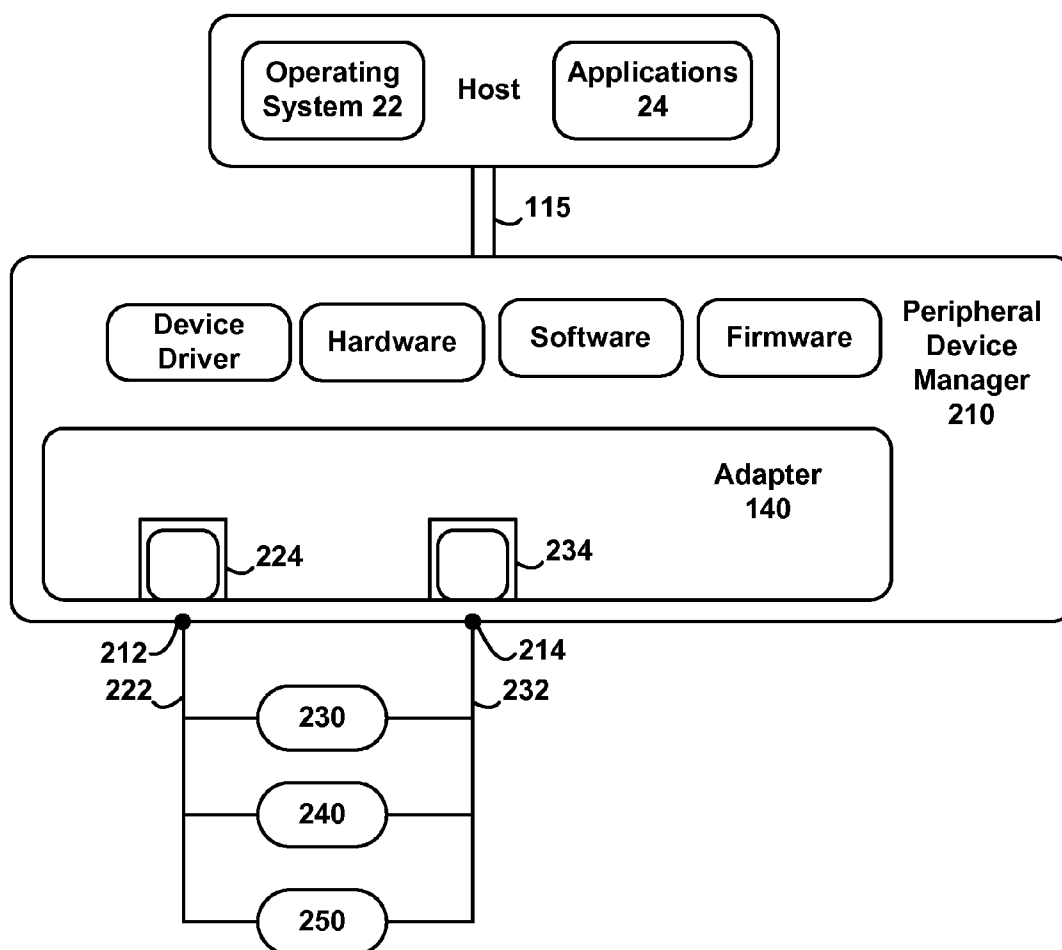 Operating
System 22
Host
Applications
24
115
Device
Driver
Hardware
Software
Firmware
Peripheral
Device
Manager
210
Adapter
140
224
234
212
214
222
232
230
240
250